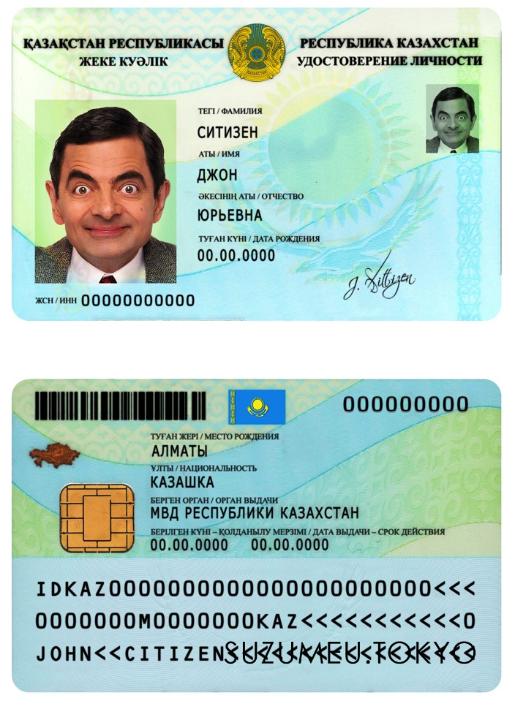 ҚАЗАҚСТАН РЕСПУБЛИКАСЫ
ЖЕКЕ КУӘЛІК
РЕСПУБЛИКА КАЗАХСТАН
УДОСТОВЕРЕНИЕ ЛИЧНОСТИ
ТЕГІ / ФАМИЛИЯ
СИТИЗЕН
АТЫ / ИМЯ
ДЖОН
ӘКЕСІНІҢ АТЫ / ОТЧЕСТВО
ЮРЬЕВНА
ТУҒАН КҮНІ / ДАТА РОЖДЕНИЯ
00.00.0000
J. Sittizen
ЖСН / ИНН 000000000000
000000000
ТУҒАН ЖЕРІ / МЕСТО РОЖДЕНИЯ
АЛМАТЫ
ҰЛТЫ / НАЦИОНАЛЬНОСТЬ
КАЗАШКА
БЕРГЕН ОРГАН / ОРГАН ВЫДАЧИ
МВД РЕСПУБЛИКИ КАЗАХСТАН
БЕРІЛГЕН КҮНІ – ҚОЛДАНЫЛУ МЕРЗІМІ / ДАТА ВЫДАЧИ – СРОК ДЕЙСТВИЯ
00.00.0000 00.00.0000
IDKAZ0000000000000000000000<<<
0000000M0000000KAZ<<<<<<<<<<<0
JOHN<<CITIZEN
SUZUMEU.TOKYO